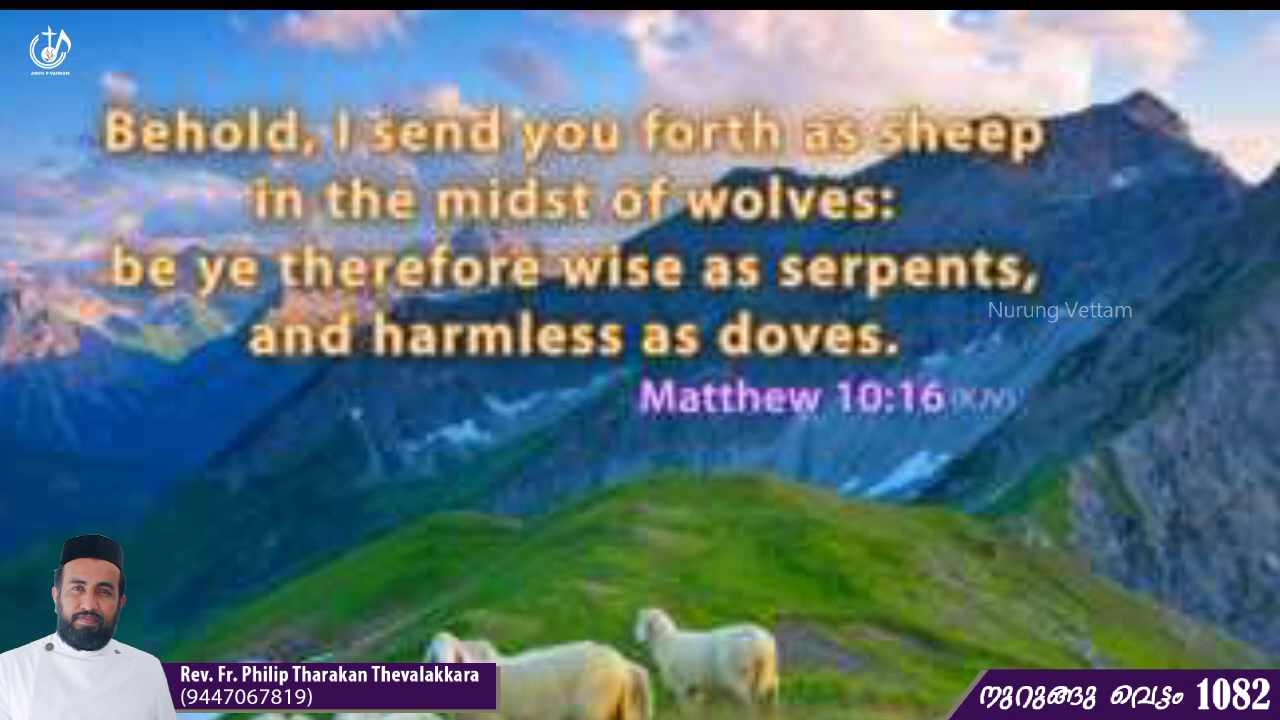 Behold, I send you forth as sheep
in the midst of wolves:
be ye therefore wise as serpents,
and harmless as doves.
Nurung Vettam
Matthew 10:16 (KJV)
Rev. Fr. Philip Tharakan Thevalakkara
(9447067819)
നുറുങ്ങു വെട്ടം 1082